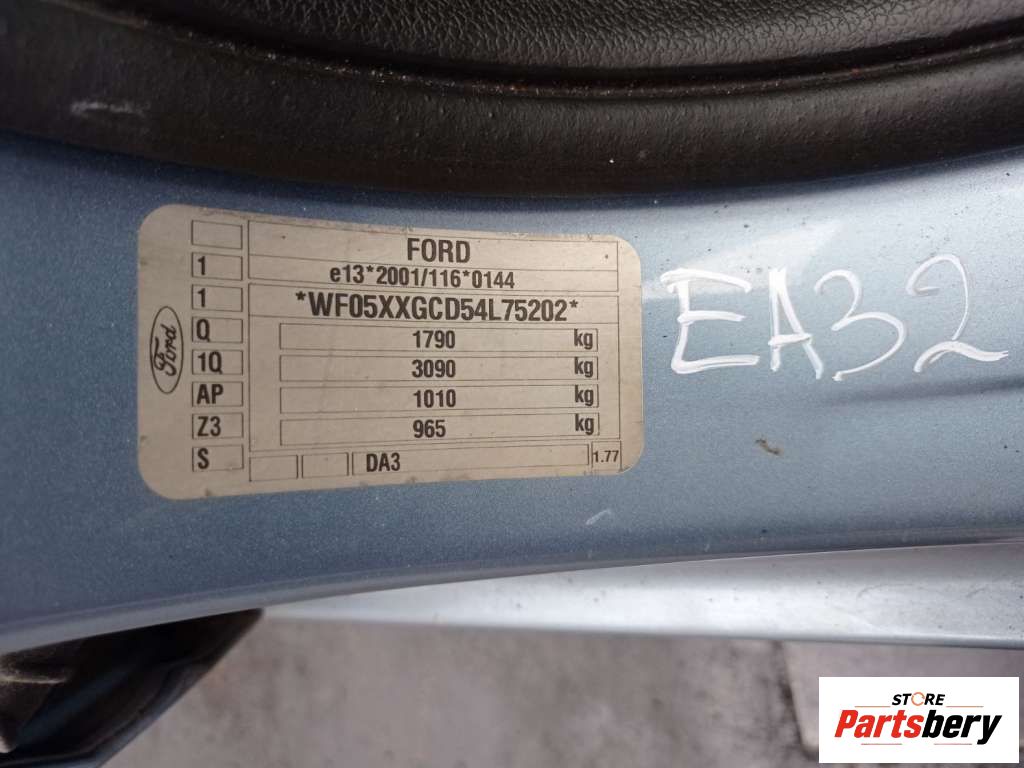 FORD
1 e13*2001/116*0144
1 *WF05XXGCD54L75202*
Q 1790 kg
1Q 3090 kg
AP 1010 kg
Z3 965 kg
S DA3 1.77
Ford
EA32
STORE
Partsbery